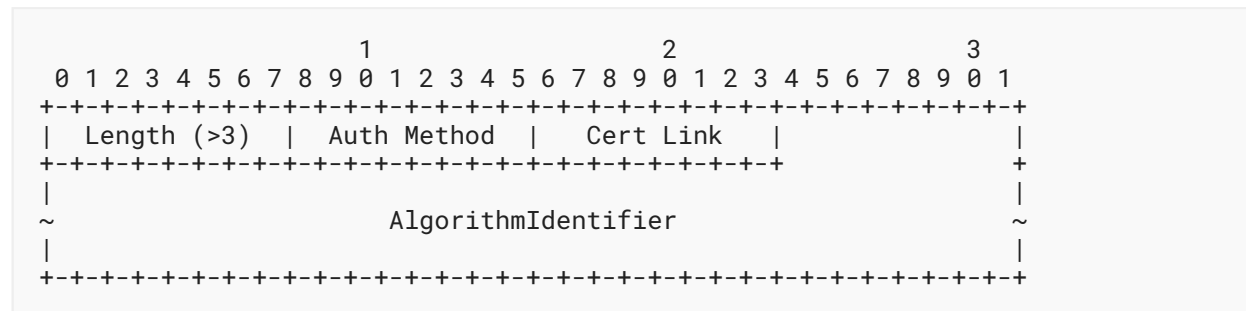 1                   2                   3
 0 1 2 3 4 5 6 7 8 9 0 1 2 3 4 5 6 7 8 9 0 1 2 3 4 5 6 7 8 9 0 1
+-+-+-+-+-+-+-+-+-+-+-+-+-+-+-+-+-+-+-+-+-+-+-+-+-+-+-+-+-+-+-+-+
|  Length (>3)  |  Auth Method  |   Cert Link   |               |
+-+-+-+-+-+-+-+-+-+-+-+-+-+-+-+-+-+-+-+-+-+-+-+-+               +
|                                                               |
~                      AlgorithmIdentifier                      ~
|                                                               |
+-+-+-+-+-+-+-+-+-+-+-+-+-+-+-+-+-+-+-+-+-+-+-+-+-+-+-+-+-+-+-+-+